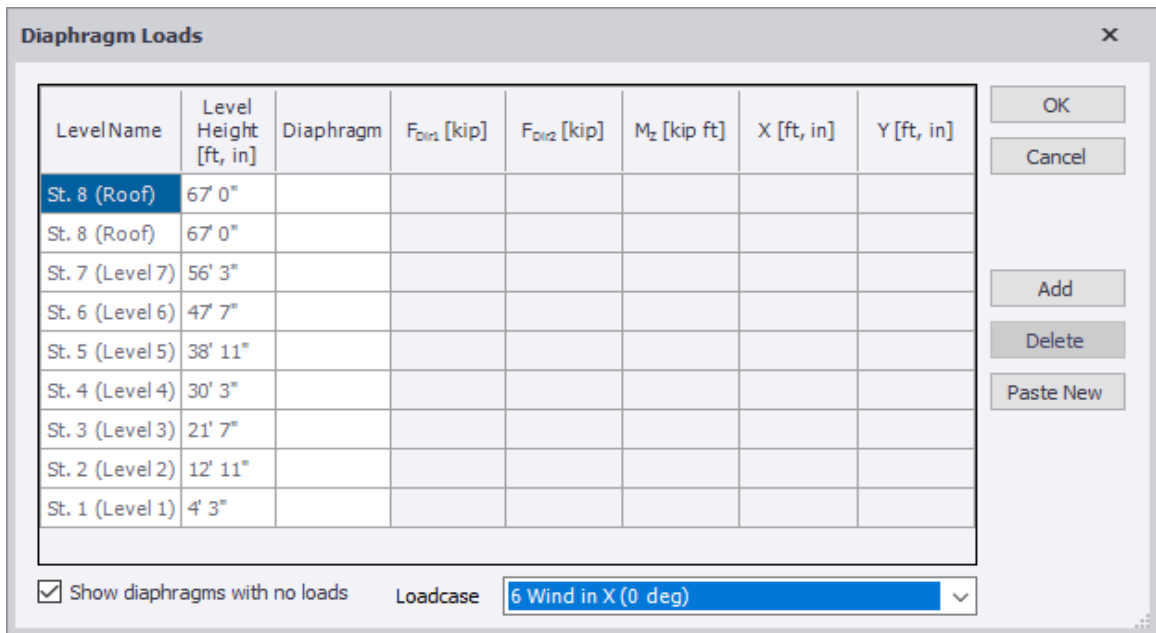 Diaphragm Loads
Level Name
Level Height [ft, in]
Diaphragm
FDir1 [kip]
FDir2 [kip]
MZ [kip ft]
X [ft, in]
Y [ft, in]
OK
Cancel
St. 8 (Roof) 67' 0"
St. 8 (Roof) 67' 0"
St. 7 (Level 7) 56' 3"
St. 6 (Level 6) 47' 7"
St. 5 (Level 5) 38' 11"
St. 4 (Level 4) 30' 3"
St. 3 (Level 3) 21' 7"
St. 2 (Level 2) 12' 11"
St. 1 (Level 1) 4' 3"
Add
Delete
Paste New
Show diaphragms with no loads
Loadcase
6 Wind in X (0 deg)